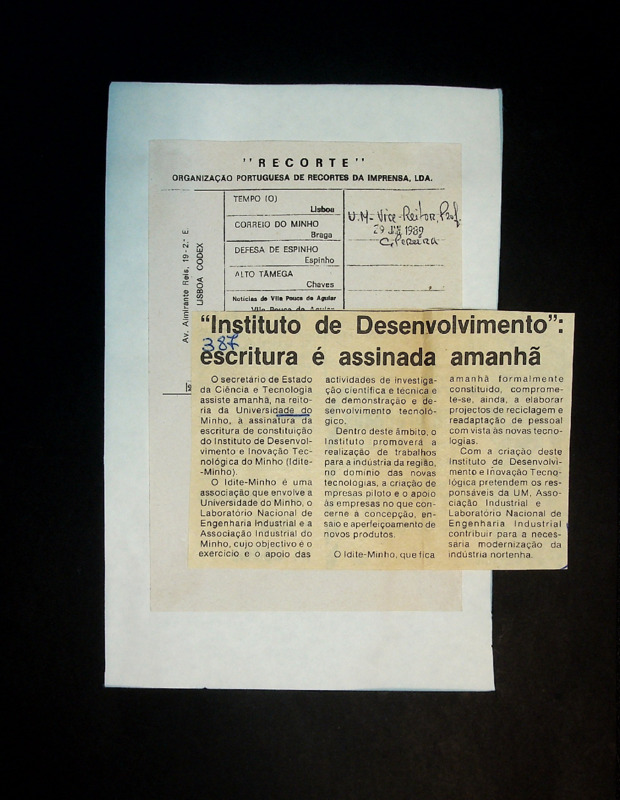 "RECORTE"
ORGANIZAÇÃO PORTUGUESA DE RECORTES DA IMPRENSA, LDA.
Av. Almirante Reis, 19-2.º E.
LISBOA CODEX
TEMPO (O)
Lisboa
CORREIO DO MINHO
Braga
DEFESA DE ESPINHO
Espinho
ALTO TÂMEGA
Chaves
Notícias de Vila Pouca de Aguiar
Vila Pouca de Aguiar
U.M- Vice-Reitor, Prof.
29 1989
C. Pereira
"Instituto de Desenvolvimento":
387
escritura é assinada amanhã
O secretário de Estado
da Ciência e Tecnologia
assiste amanhã, na reito-
ria da Universidade do
Minho, à assinatura da
escritura de constituição
do Instituto de Desenvol-
vimento e Inovação Tec-
nológica do Minho (Idite-
-Minho).
O Idite-Minho é uma
associação que envolve a
Universidade do Minho, o
Laboratório Nacional de
Engenharia Industrial e a
Associação Industrial do
Minho, cujo objectivo é o
exercício e o apoio das
actividades de investiga-
ção científica e técnica e
de demonstração e de-
senvolvimento tecnoló-
gico.
Dentro deste âmbito, o
Instituto promoverá a
realização de trabalhos
para a indústria da região,
no domínio das novas
tecnologias, a criação de
impresas piloto e o apoio
às empresas no que con-
cerne à concepção, en-
saio e aperfeiçoamento de
novos produtos.
O Idite-Minho, que fica
amanhã formalmente
constituído, comprome-
te-se, ainda, a elaborar
projectos de reciclagem e
readaptação de pessoal
com vista às novas tecno-
logias.
Com a criação deste
Instituto de Desenvolvi-
mento e Inovação Tecno-
lógica pretendem os res-
ponsáveis da UM, Asso-
ciação Industrial e
Laboratório Nacional de
Engenharia Industrial
contribuir para a neces-
saria modernização da
indústria nortenha.